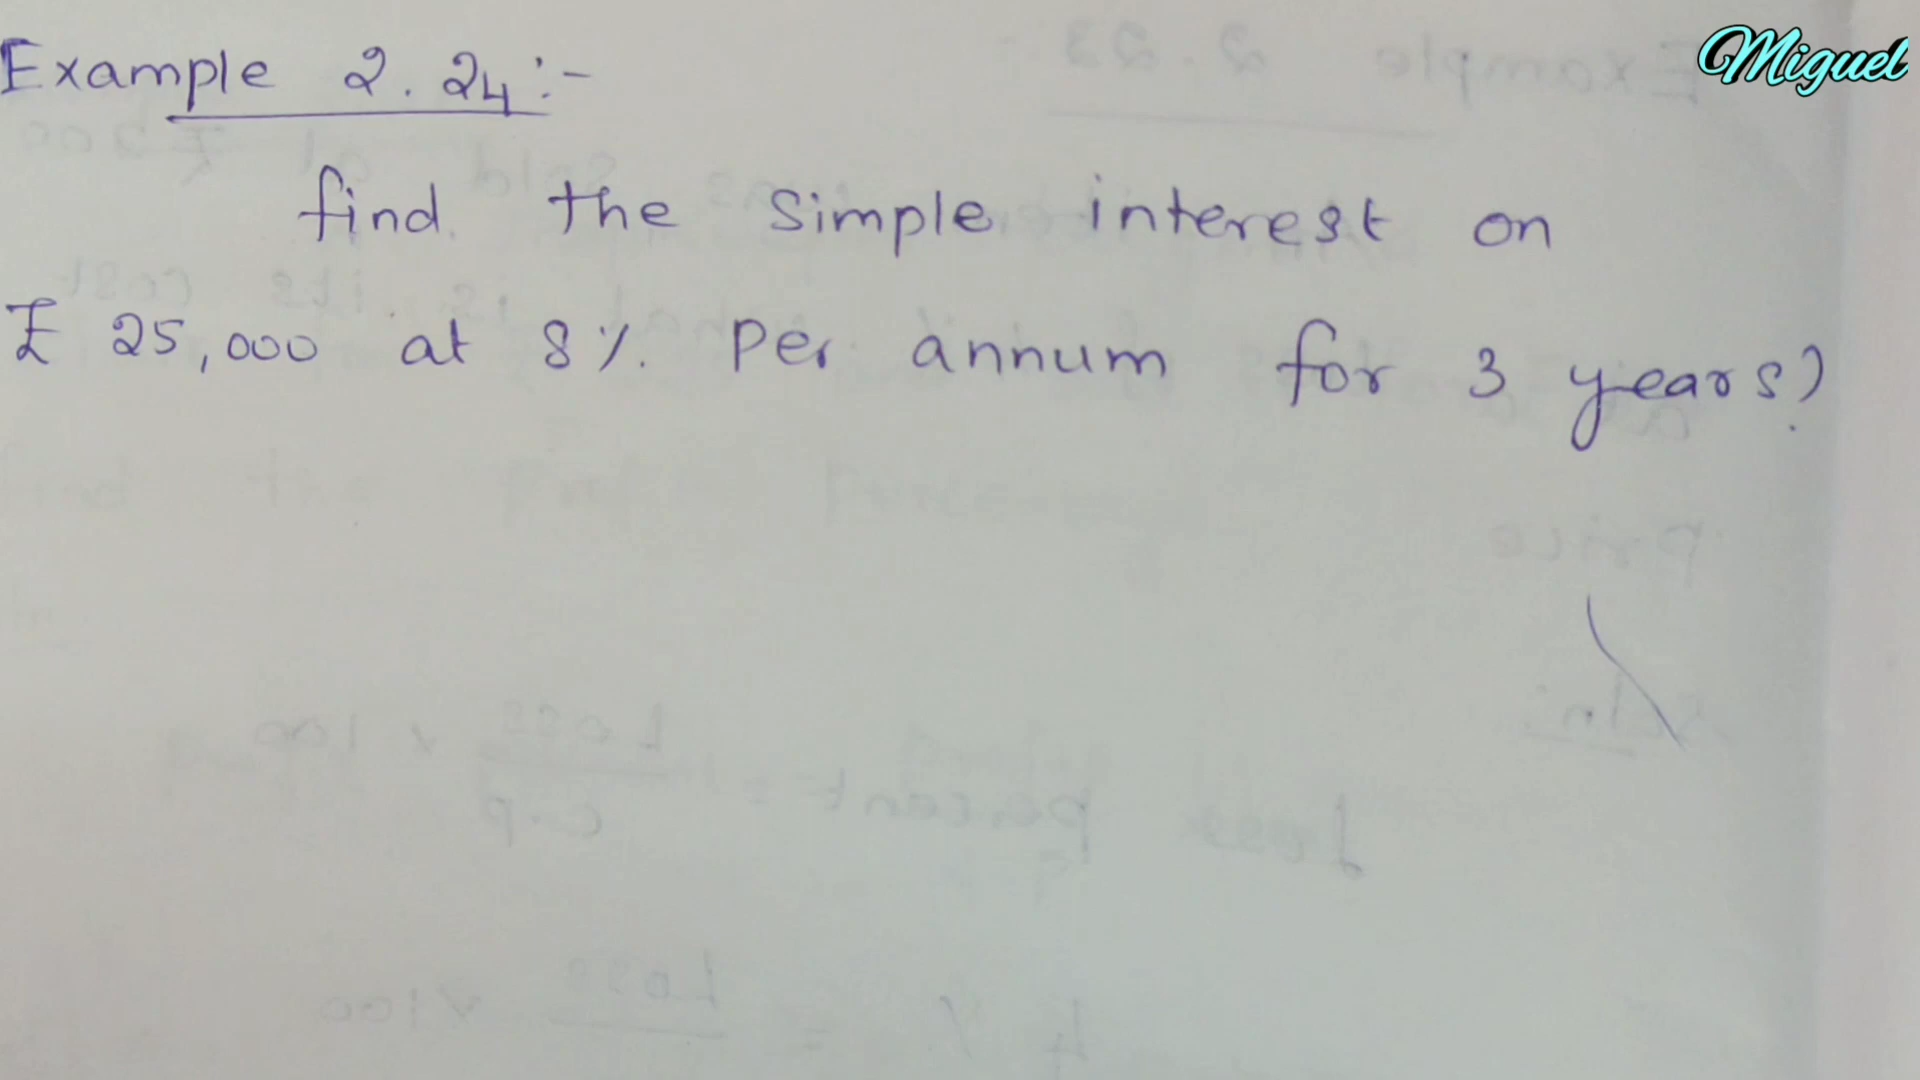 Example 2.24:-
Miguel
find the simple interest on
₹ 25,000 at 8% Per annum for 3 years?